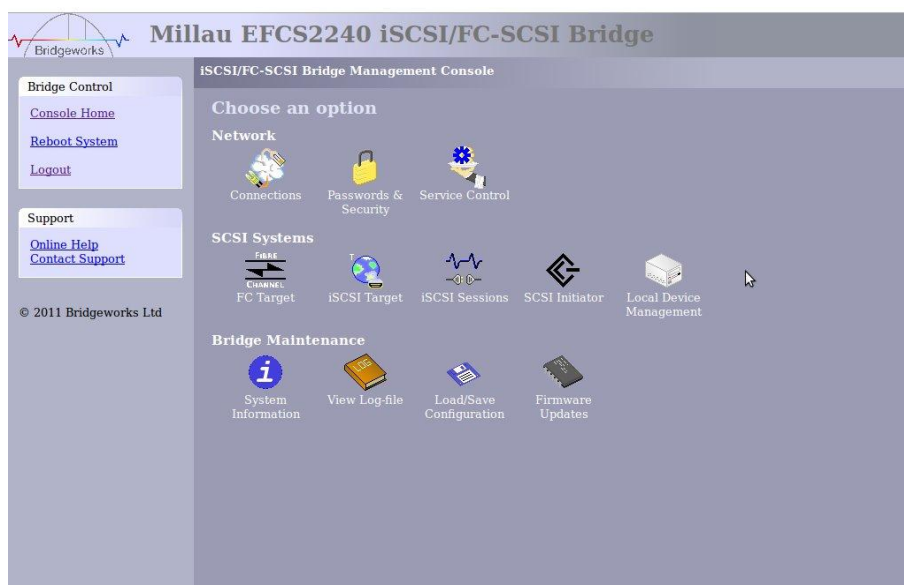 Bridgeworks
Millau EFCS2240 iSCSI/FC-SCSI Bridge
Bridge Control
Console Home
Reboot System
Logout
Support
Online Help
Contact Support
© 2011 Bridgeworks Ltd
iSCSI/FC-SCSI Bridge Management Console
Choose an option
Network
Connections
Passwords &
Security
Service Control
SCSI Systems
FIBRE
CHANNEL
FC Target
iSCSI Target
iSCSI Sessions
SCSI Initiator
Local Device
Management
Bridge Maintenance
i
System
Information
LOG
View Log-file
Load/Save
Configuration
Firmware
Updates